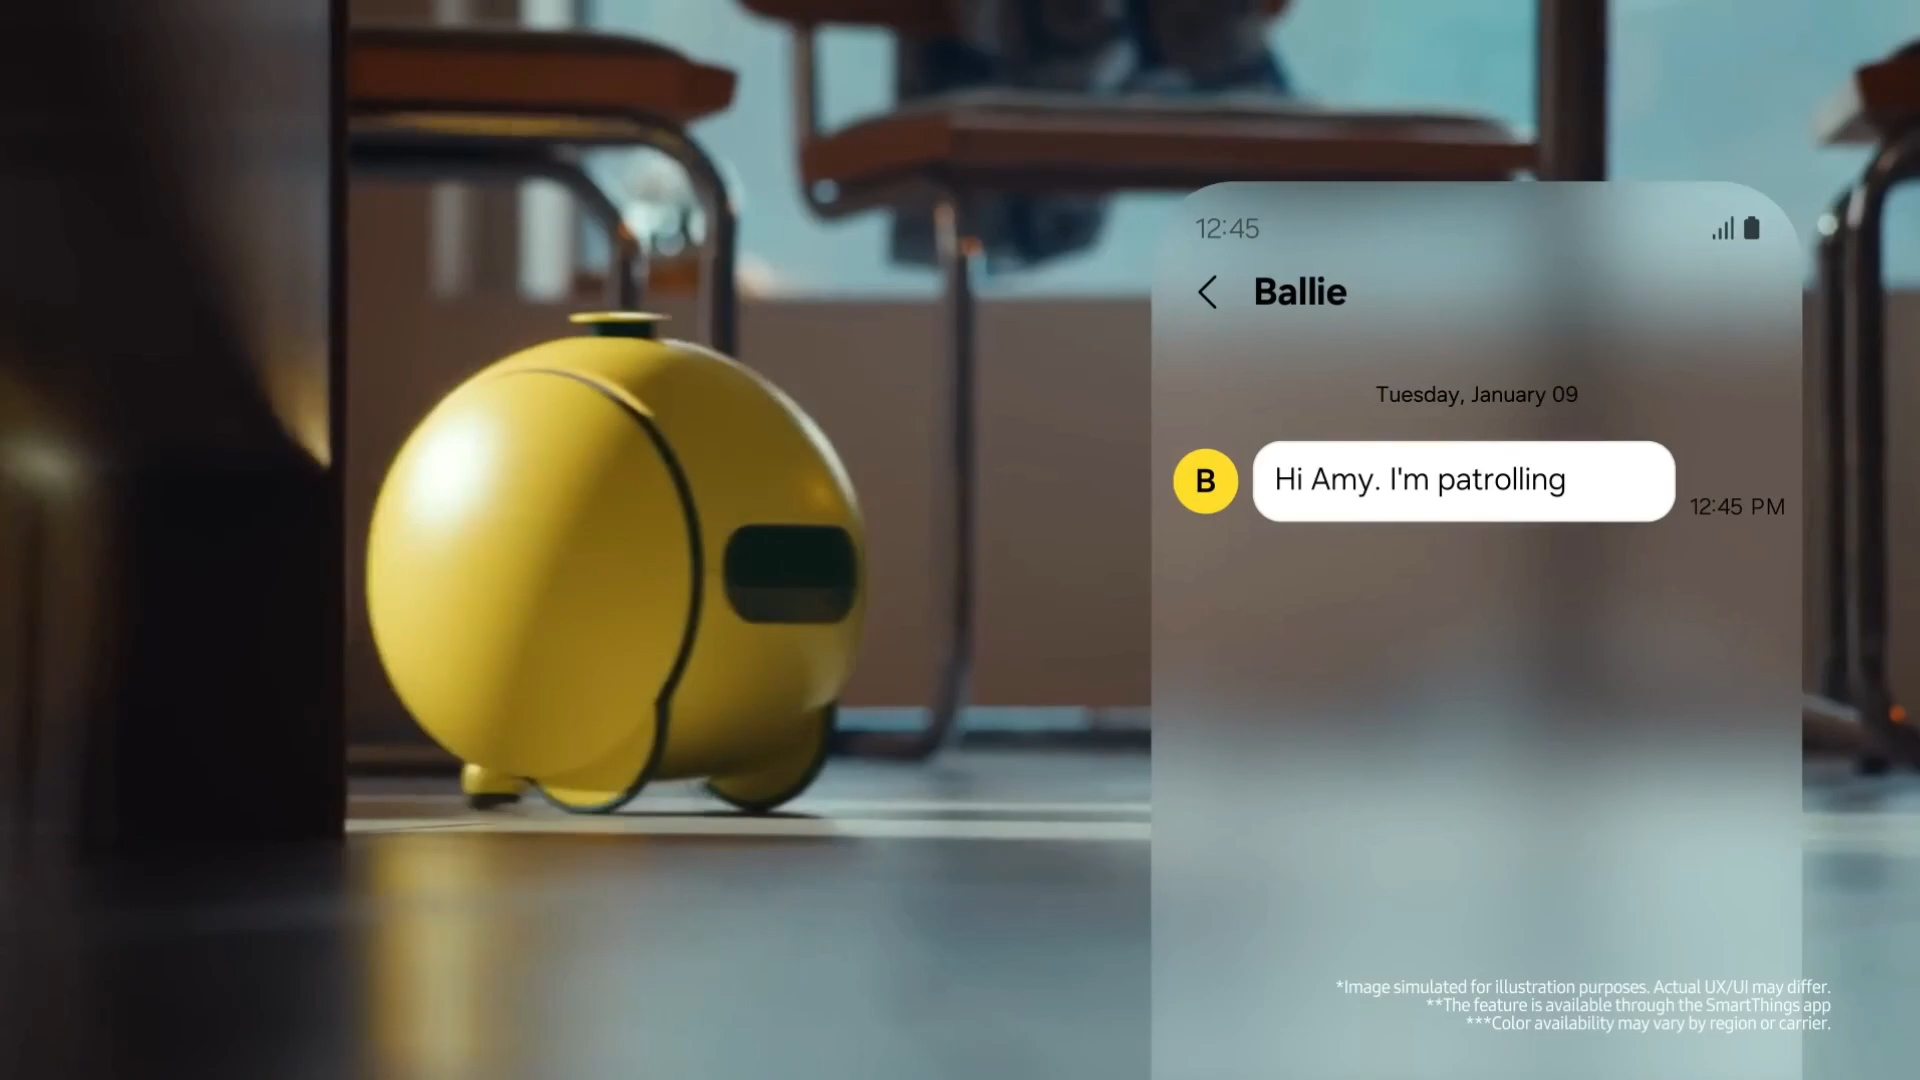 12:45
Ballie
Tuesday, January 09
B
Hi Amy. I'm patrolling
12:45 PM
*Image simulated for illustration purposes. Actual UX/UI may differ.
**The feature is available through the SmartThings app
***Color availability may vary by region or carrier.